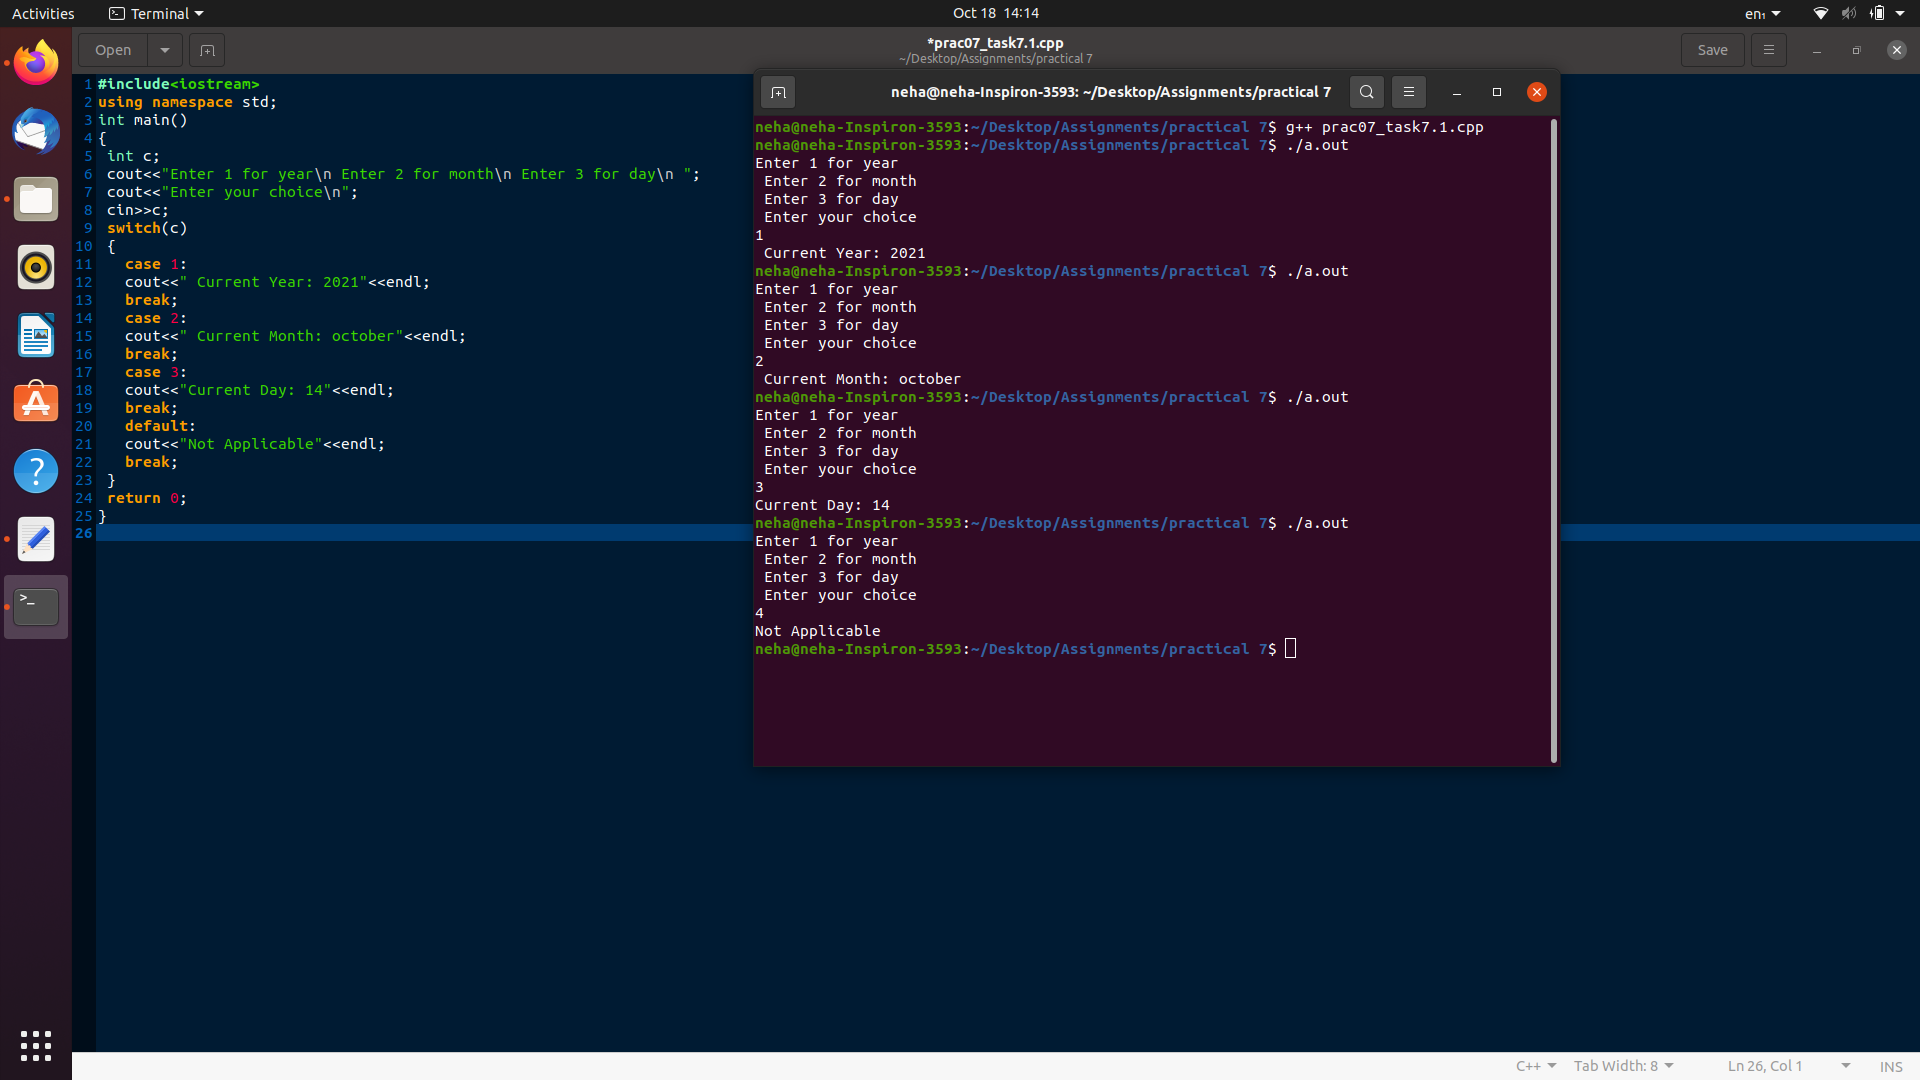 Activities
Terminal
Oct 18 14:14
en₁
Open
*prac07_task7.1.cpp
~/Desktop/Assignments/practical 7
Save
1 #include<iostream>
2 using namespace std;
3 int main()
4 {
5  int c;
6  cout<<"Enter 1 for year\n Enter 2 for month\n Enter 3 for day\n ";
7  cout<<"Enter your choice\n";
8  cin>>c;
9  switch(c)
10  {
11    case 1:
12    cout<<" Current Year: 2021"<<endl;
13    break;
14    case 2:
15    cout<<" Current Month: october"<<endl;
16    break;
17    case 3:
18    cout<<"Current Day: 14"<<endl;
19    break;
20    default:
21    cout<<"Not Applicable"<<endl;
22    break;
23  }
24  return 0;
25 }
26
neha@neha-Inspiron-3593: ~/Desktop/Assignments/practical 7
neha@neha-Inspiron-3593:~/Desktop/Assignments/practical 7$ g++ prac07_task7.1.cpp
neha@neha-Inspiron-3593:~/Desktop/Assignments/practical 7$ ./a.out
Enter 1 for year
 Enter 2 for month
 Enter 3 for day
 Enter your choice
1
 Current Year: 2021
neha@neha-Inspiron-3593:~/Desktop/Assignments/practical 7$ ./a.out
Enter 1 for year
 Enter 2 for month
 Enter 3 for day
 Enter your choice
2
 Current Month: october
neha@neha-Inspiron-3593:~/Desktop/Assignments/practical 7$ ./a.out
Enter 1 for year
 Enter 2 for month
 Enter 3 for day
 Enter your choice
3
Current Day: 14
neha@neha-Inspiron-3593:~/Desktop/Assignments/practical 7$ ./a.out
Enter 1 for year
 Enter 2 for month
 Enter 3 for day
 Enter your choice
4
Not Applicable
neha@neha-Inspiron-3593:~/Desktop/Assignments/practical 7$
C++
Tab Width: 8
Ln 26, Col 1
INS